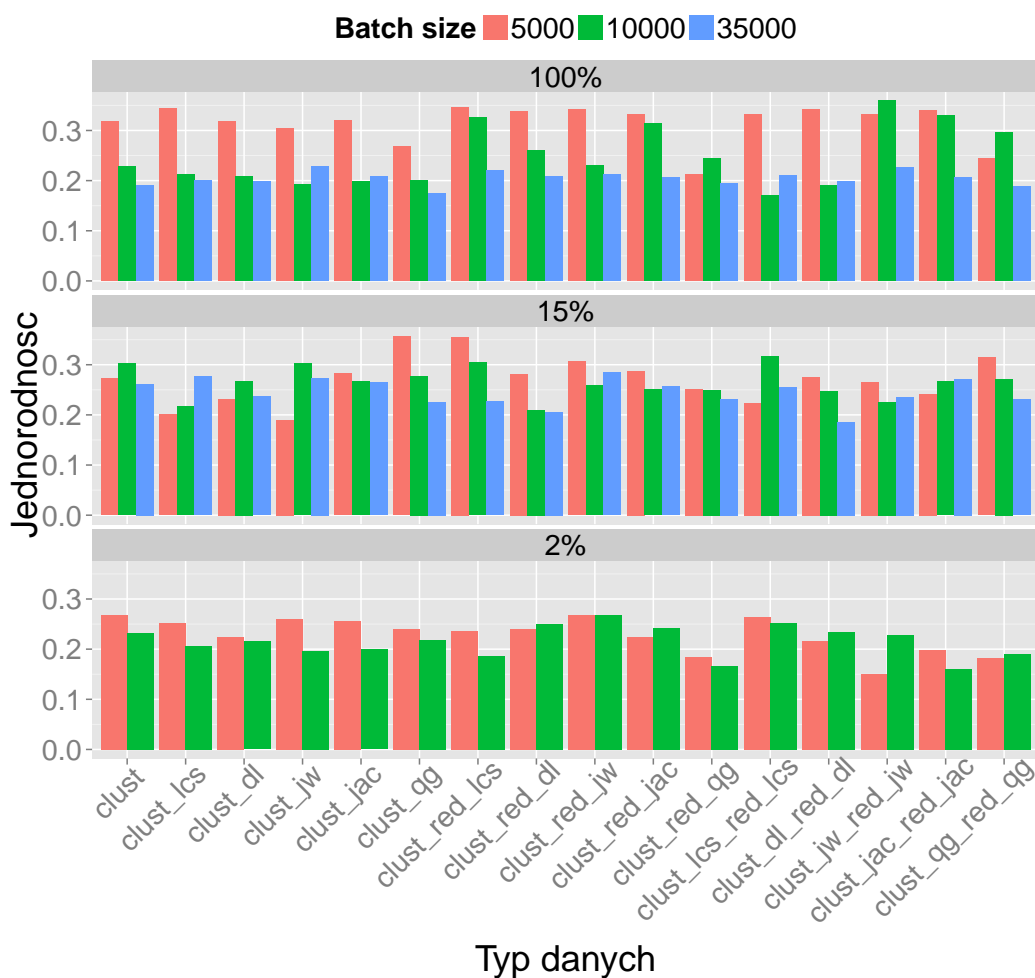 Batch size 5000 10000 35000
100%
0.3
0.2
0.1
0.0
15%
0.3
0.2
0.1
0.0
2%
0.3
0.2
0.1
0.0
Jednorodnosc
clust
clust_lcs
clust_dl
clust_jw
clust_jac
clust_qg
clust_red_lcs
clust_red_dl
clust_red_jw
clust_red_jac
clust_red_qg
clust_lcs_red_lcs
clust_dl_red_dl
clust_jw_red_jw
clust_jac_red_jac
clust_qg_red_qg
Typ danych